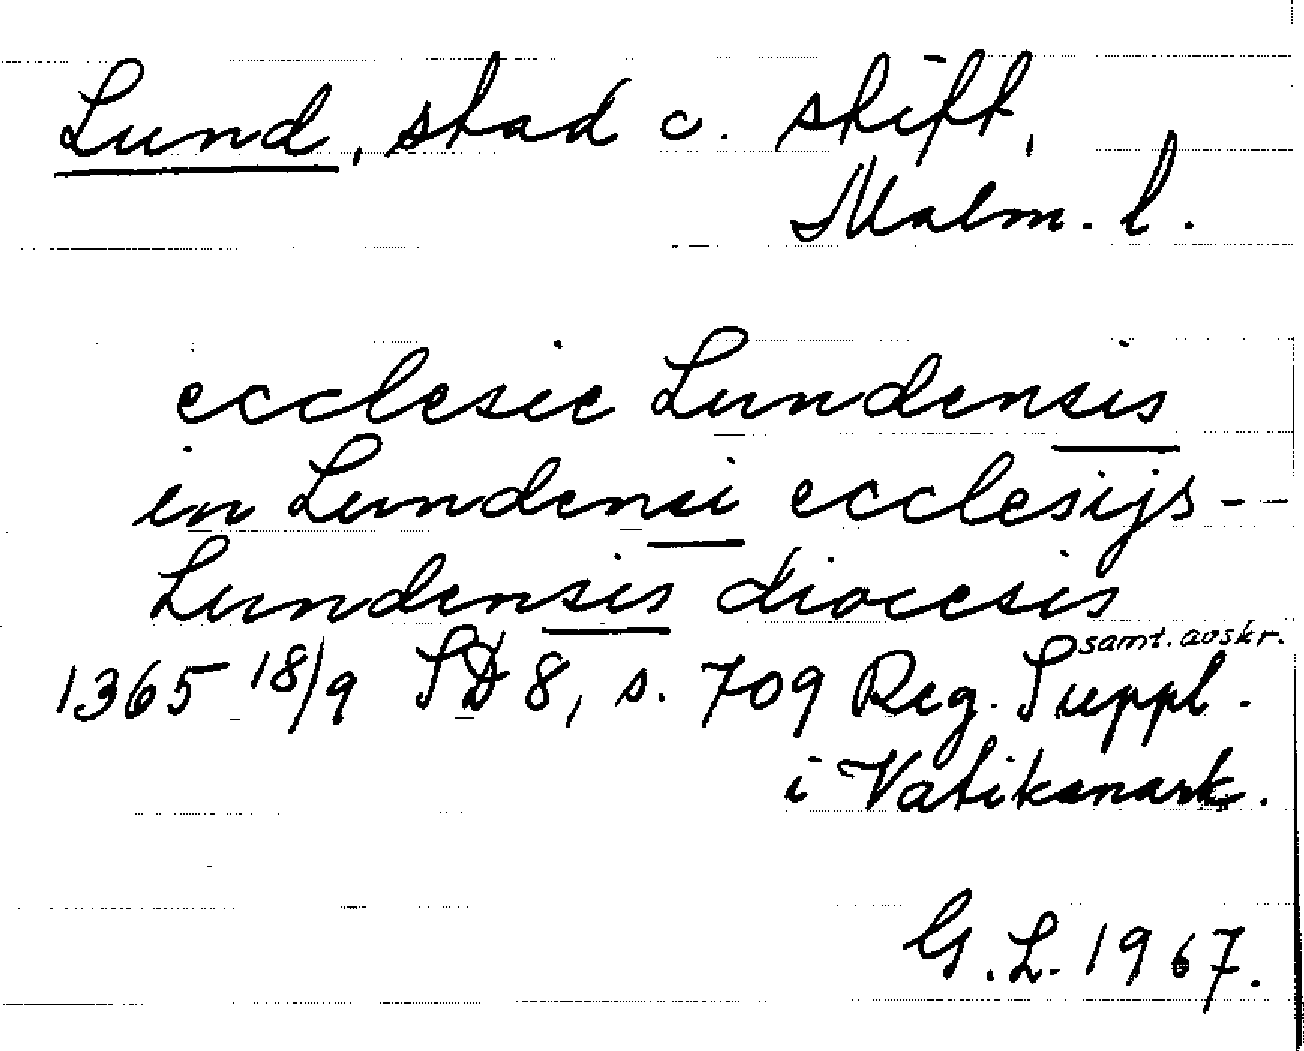 Lund, stad o. stift,
Malm. l.
ecclesie Lundensis
in Lundensi ecclesijs --
Lundensis diocesis
samt. avskr.
1365 18/9 SD 8, s. 709 Reg. Suppl.
i Vatikanark.
G. L. 1967.